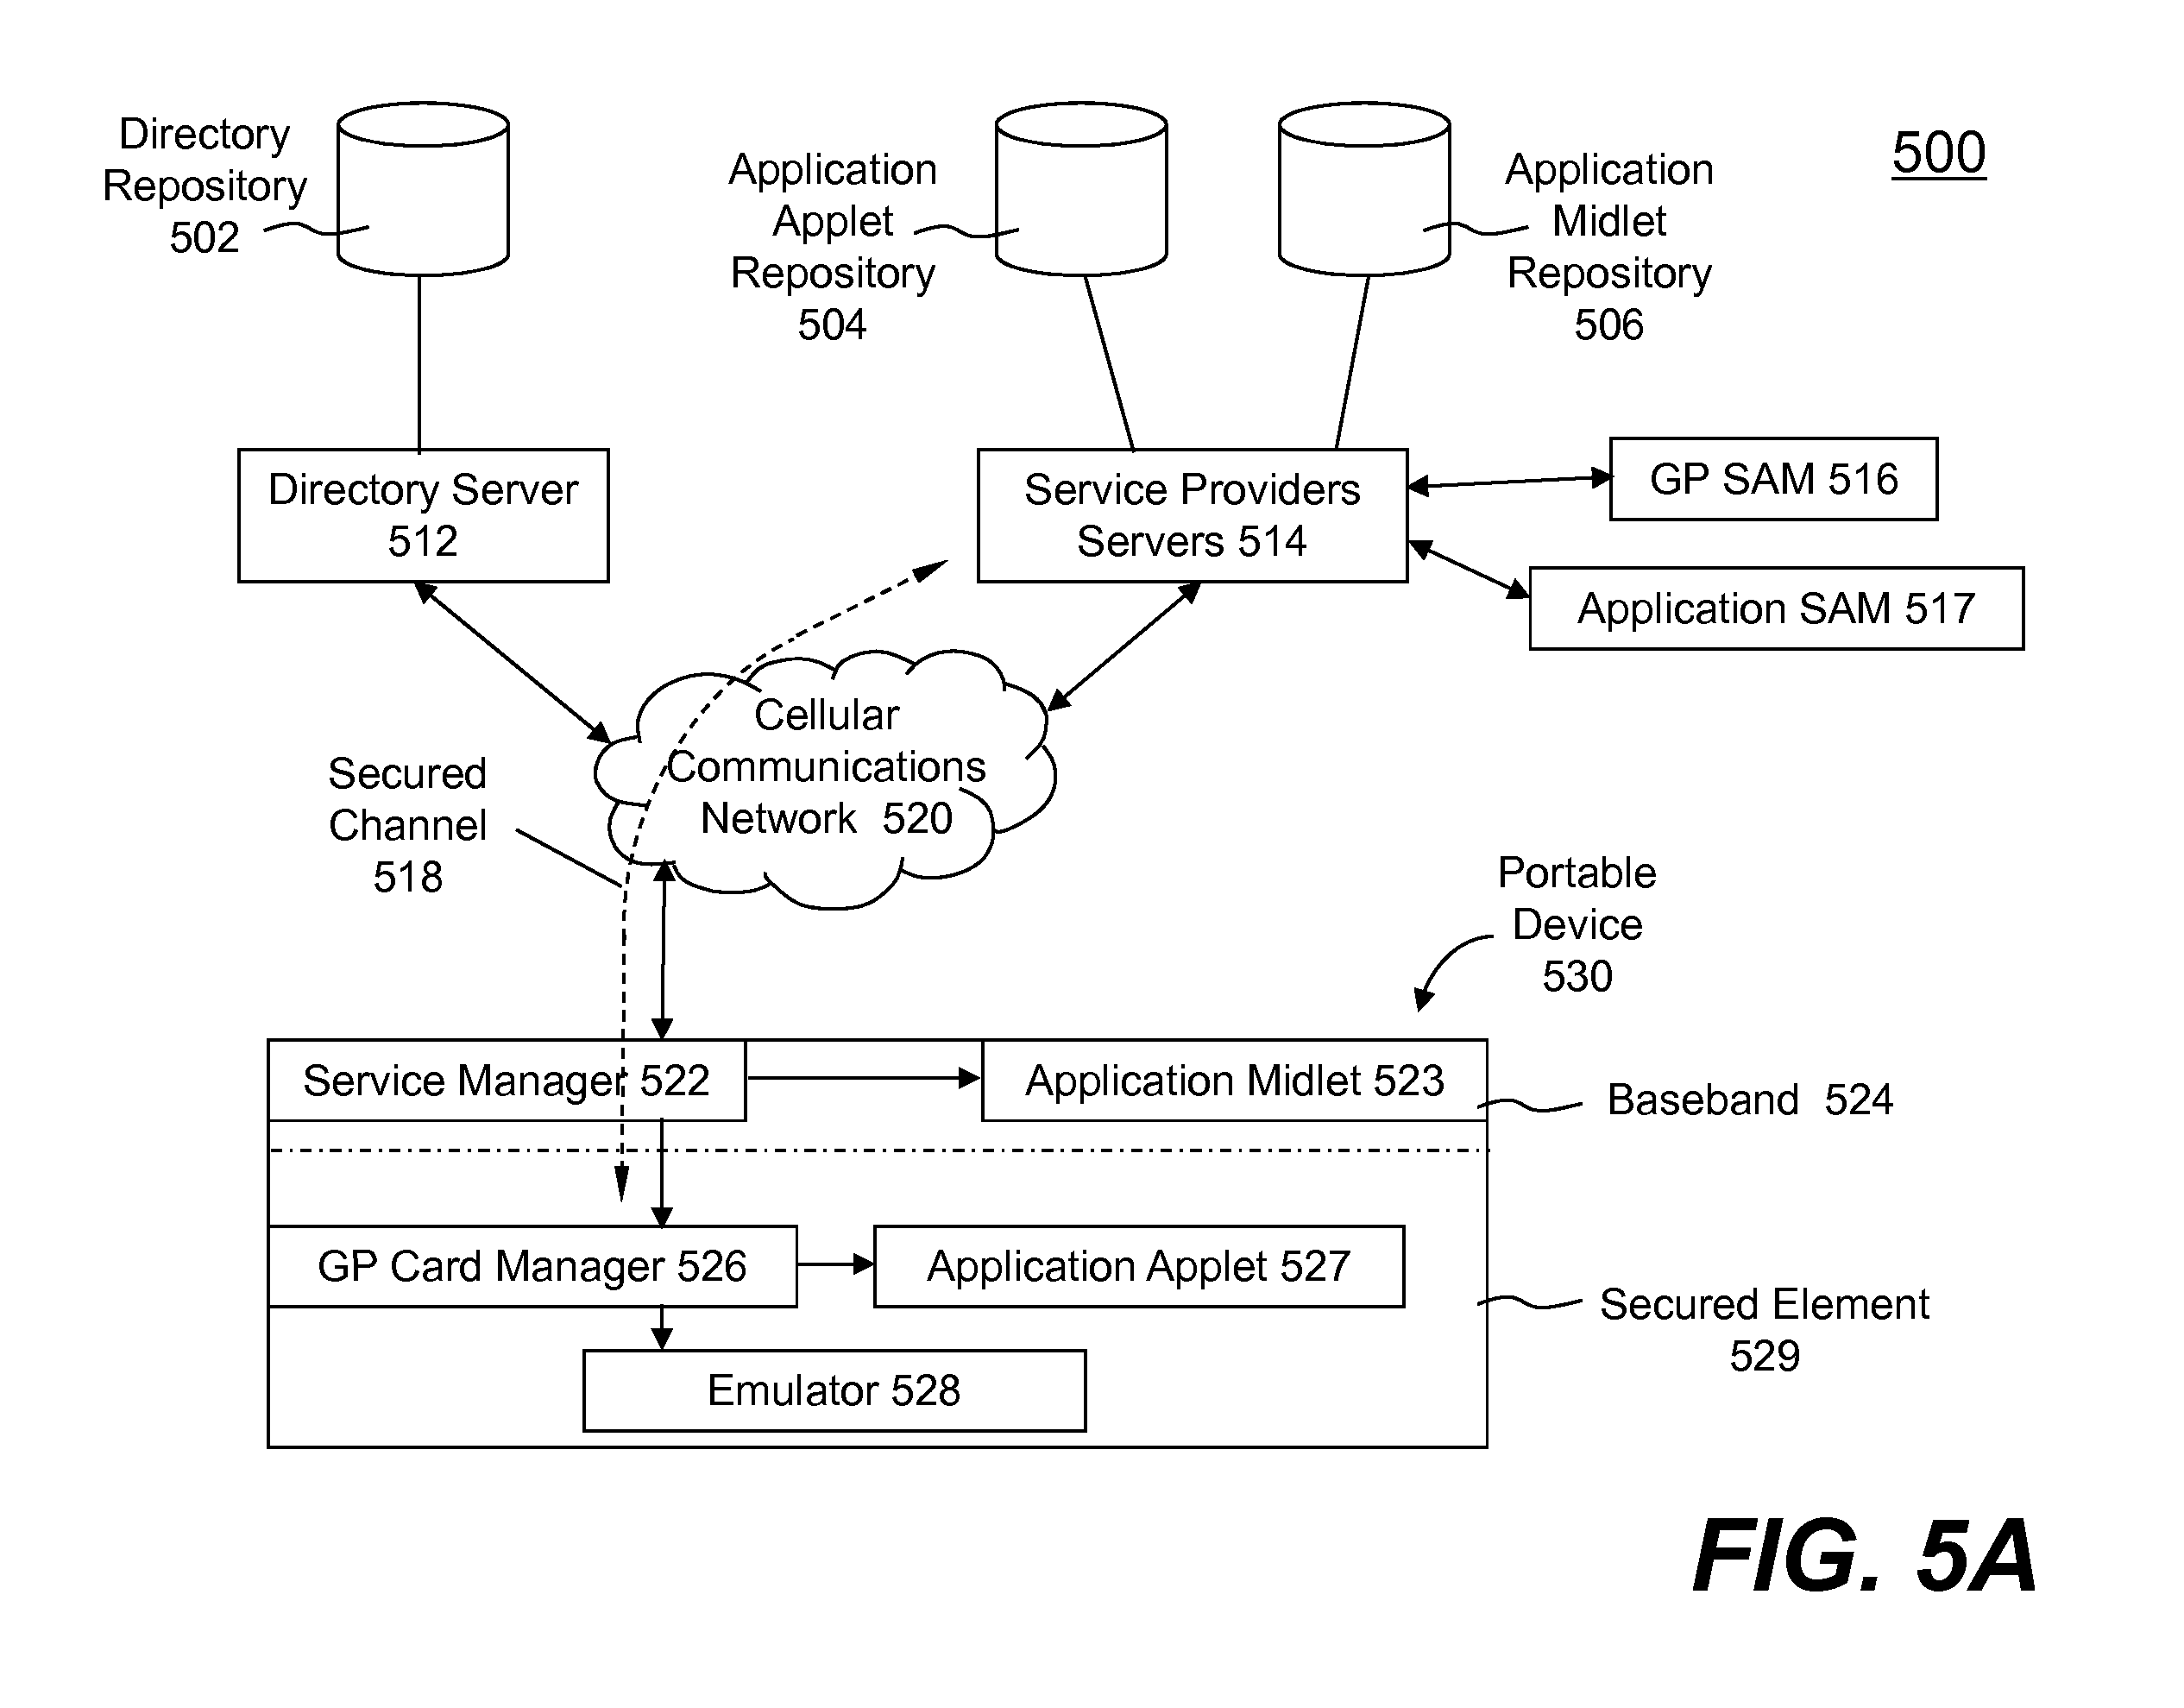 Directory
Repository
502
Application
Applet
Repository
504
Application
Midlet
Repository
506
500
Directory Server
512
Service Providers
Servers 514
GP SAM 516
Application SAM 517
Cellular
Communications
Network 520
Secured
Channel
518
Portable
Device
530
Service Manager 522
Application Midlet 523
Baseband 524
GP Card Manager 526
Application Applet 527
Secured Element
529
Emulator 528
FIG. 5A